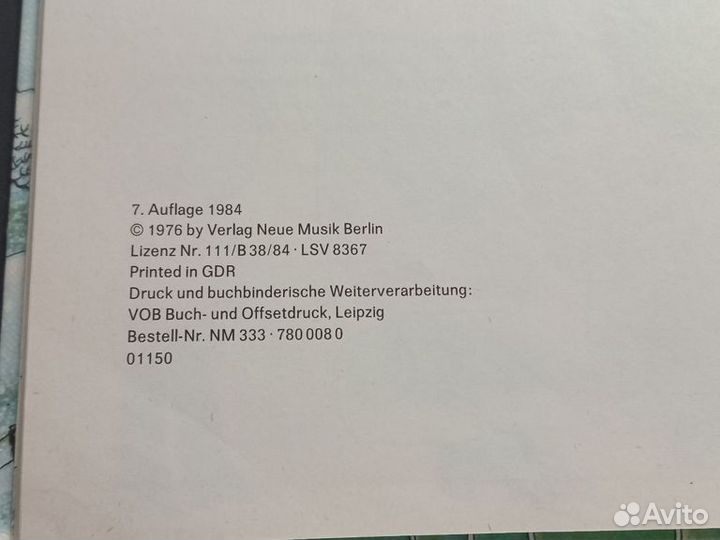 7. Auflage 1984
© 1976 by Verlag Neue Musik Berlin
Lizenz Nr. 111/B 38/84 · LSV 8367
Printed in GDR
Druck und buchbinderische Weiterverarbeitung:
VOB Buch- und Offsetdruck, Leipzig
Bestell-Nr. NM 333 · 780 008 0
01150
Avito